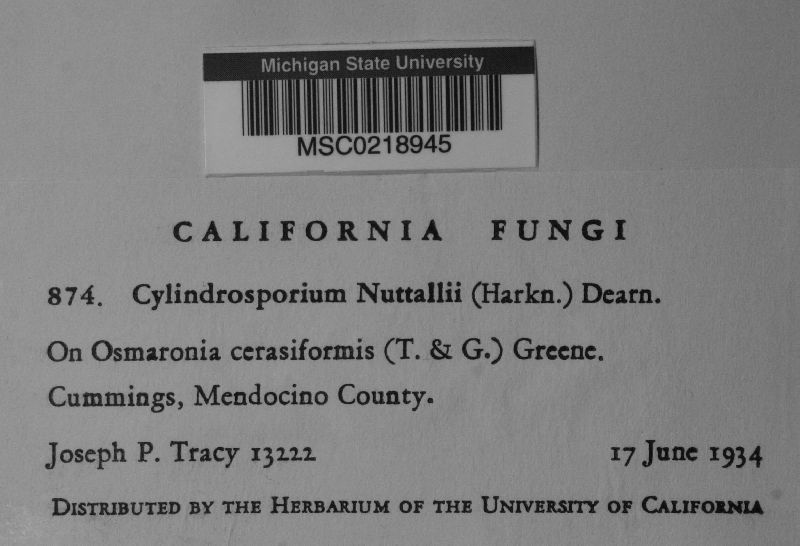 Michigan State University
MSC0218945
CALIFORNIA FUNGI
874. Cylindrosporium Nuttallii (Harkn.) Dearn.
On Osmaronia cerasiformis (T. & G.) Greene.
Cummings, Mendocino County.
Joseph P. Tracy 13222 17 June 1934
DISTRIBUTED BY THE HERBARIUM OF THE UNIVERSITY OF CALIFORNIA